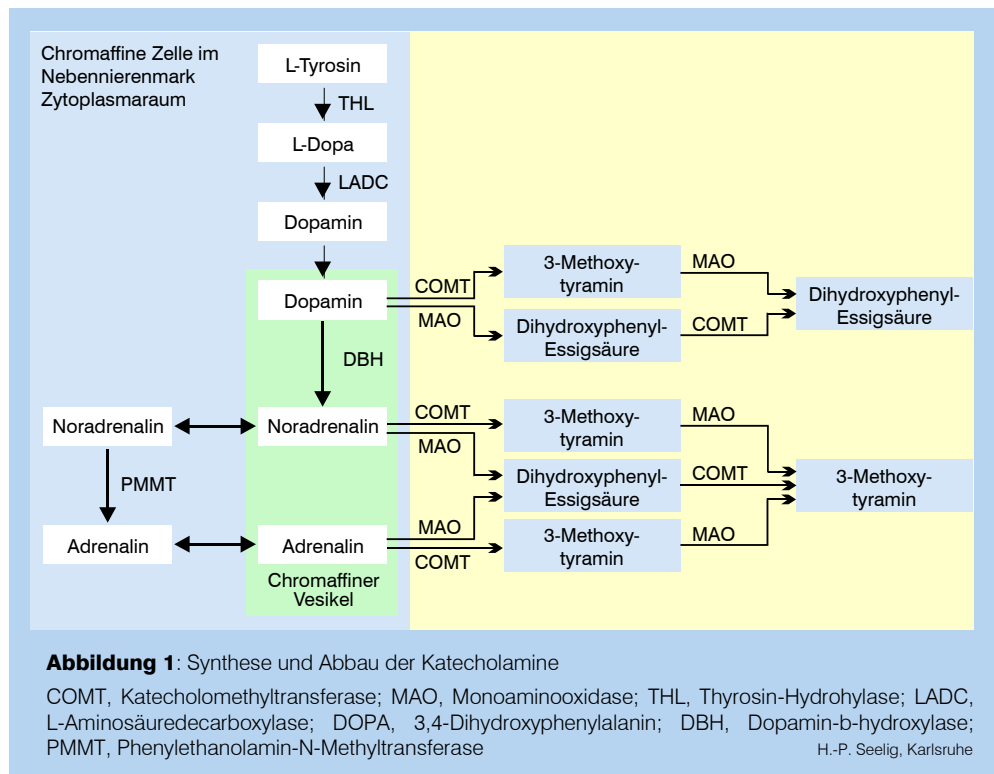 Chromaffine Zelle im
Nebennierenmark
Zytoplasmaraum
L-Tyrosin
THL
L-Dopa
LADC
Dopamin
Dopamin
DBH
Noradrenalin
Noradrenalin
PMMT
Adrenalin
Adrenalin
Chromaffiner
Vesikel
COMT
MAO
3-Methoxy-
tyramin
MAO
Dihydroxyphenyl-
Essigsäure
COMT
Dihydroxyphenyl-
Essigsäure
COMT
MAO
3-Methoxy-
tyramin
MAO
Dihydroxyphenyl-
Essigsäure
COMT
3-Methoxy-
tyramin
MAO
COMT
3-Methoxy-
tyramin
MAO
Abbildung 1: Synthese und Abbau der Katecholamine
COMT, Katecholomethyltransferase; MAO, Monoaminooxidase; THL, Thyrosin-Hydrohylase; LADC,
L-Aminosäuredecarboxylase; DOPA, 3,4-Dihydroxyphenylalanin; DBH, Dopamin-b-hydroxylase;
PMMT, Phenylethanolamin-N-Methyltransferase
H.-P. Seelig, Karlsruhe